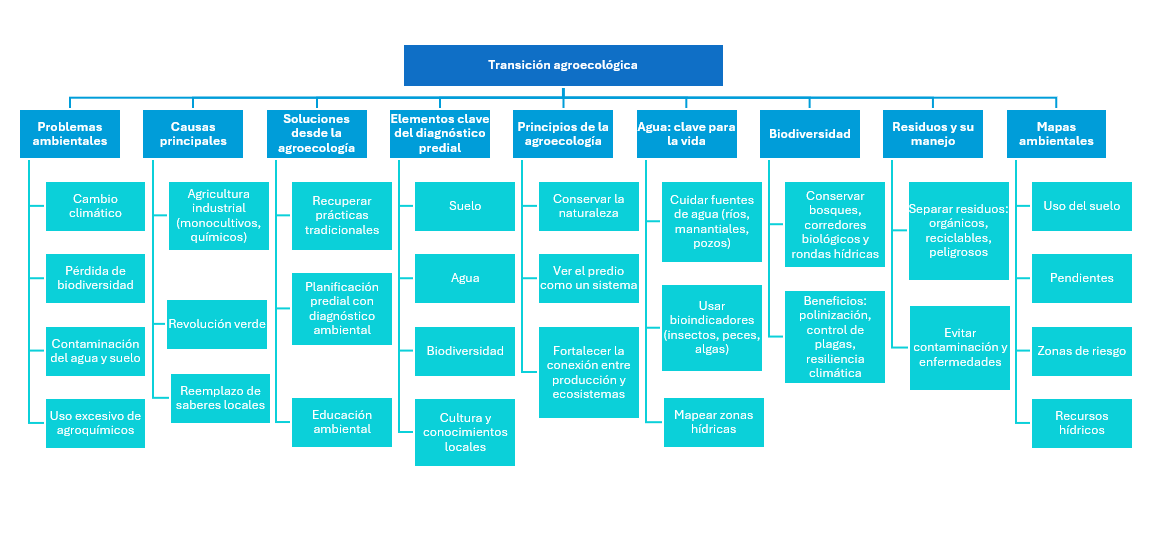 Transición agroecológica
Problemas
ambientales
Cambio
climático
Pérdida de
biodiversidad
Contaminación
del agua y suelo
Uso excesivo de
agroquímicos
Causas
principales
Agricultura
industrial
(monocultivos,
químicos)
Revolución verde
Reemplazo de
saberes locales
Soluciones
desde la
agroecología
Recuperar
prácticas
tradicionales
Planificación
predial con
diagnóstico
ambiental
Educación
ambiental
Elementos clave
del diagnóstico
predial
Suelo
Agua
Biodiversidad
Cultura y
conocimientos
locales
Principios de la
agroecología
Conservar la
naturaleza
Ver el predio
como un sistema
Fortalecer la
conexión entre
producción y
ecosistemas
Agua: clave para
la vida
Cuidar fuentes
de agua (ríos,
manantiales,
pozos)
Usar
bioindicadores
(insectos, peces,
algas)
Mapear zonas
hídricas
Biodiversidad
Conservar
bosques,
corredores
biológicos y
rondas hídricas
Beneficios:
polinización,
control de
plagas,
resiliencia
climática
Residuos y su
manejo
Separar residuos:
orgánicos,
reciclables,
peligrosos
Evitar
contaminación y
enfermedades
Mapas
ambientales
Uso del suelo
Pendientes
Zonas de riesgo
Recursos
hídricos